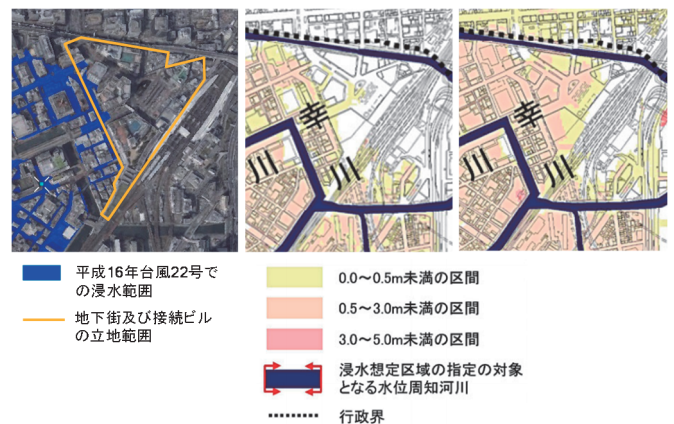 幸
川
川
幸
川
川
平成16年台風22号で
の浸水範囲
地下街及び接続ビル
の立地範囲
0.0～0.5m未満の区間
0.5～3.0m未満の区間
3.0～5.0m未満の区間
浸水想定区域の指定の対象
となる水位周知河川
行政界